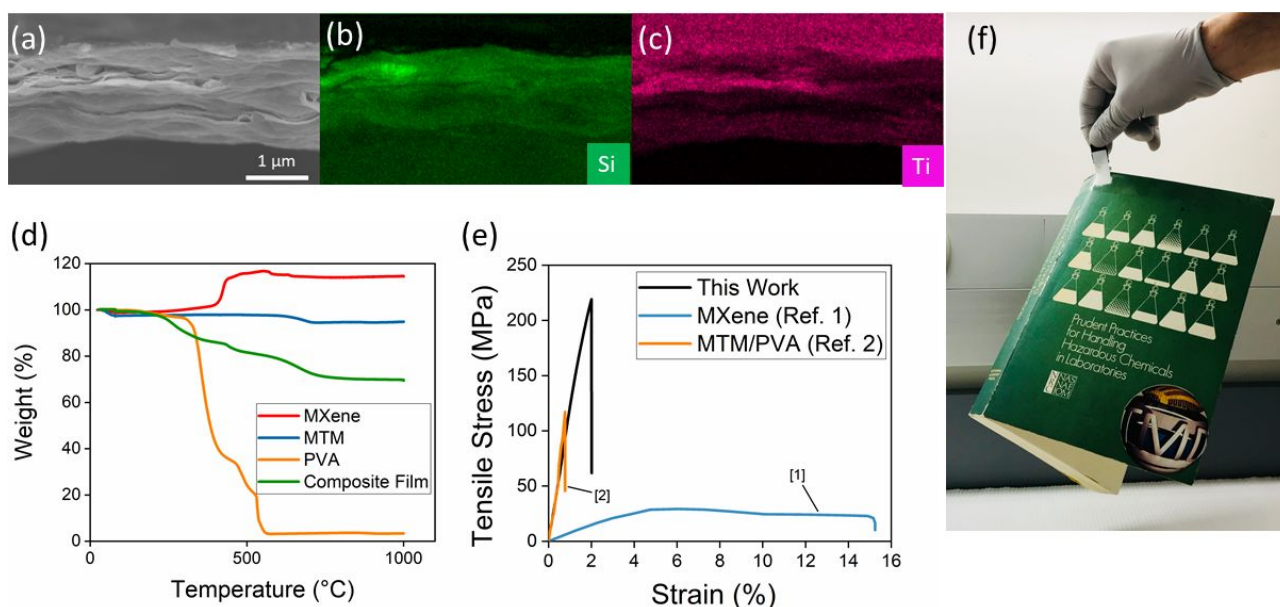 (a)
(b)
(c)
(f)
1 µm
Si
Ti
(d)
(e)
120
100
80
60
40
20
0
Weight (%)
MXene
MTM
PVA
Composite Film
0
500
1000
Temperature (°C)
250
200
150
100
50
0
Tensile Stress (MPa)
This Work
MXene (Ref. 1)
MTM/PVA (Ref. 2)
[2]
[1]
0
2
4
6
8
10
12
14
16
Strain (%)
Prudent Practices
for Handling
Hazardous Chemicals
in Laboratories